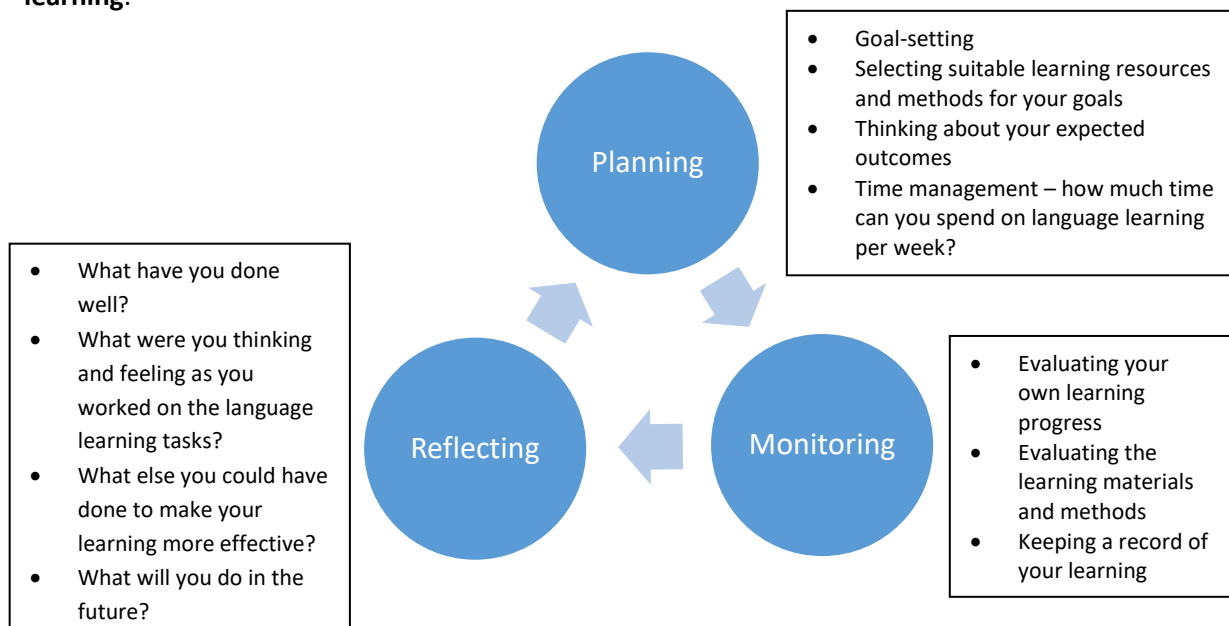 learning.
• Goal-setting
• Selecting suitable learning resources
and methods for your goals
• Thinking about your expected
outcomes
• Time management – how much time
can you spend on language learning
per week?
Planning
• What have you done
well?
• What were you thinking
and feeling as you
worked on the language
learning tasks?
• What else you could have
done to make your
learning more effective?
• What will you do in the
future?
Reflecting
Monitoring
• Evaluating your
own learning
progress
• Evaluating the
learning materials
and methods
• Keeping a record of
your learning